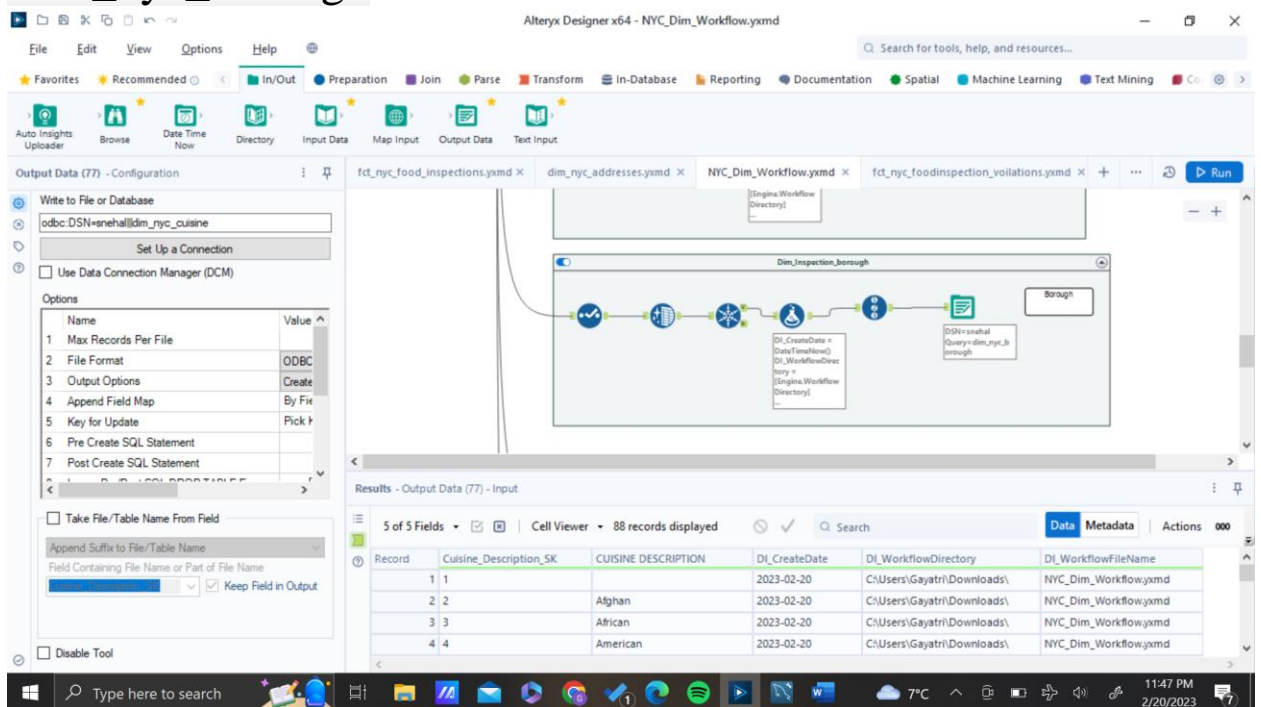 Alteryx Designer x64 - NYC_Dim_Workflow.yxmd
File Edit View Options Help
Search for tools, help, and resources...
Favorites Recommended In/Out Preparation Join Parse Transform In-Database Reporting Documentation Spatial Machine Learning Text Mining Co
Auto Insights Uploader
Browse
Date Time Now
Directory
Input Data
Map Input
Output Data
Text Input
Output Data (77) - Configuration
fct_nyc_food_inspections.yxmd × dim_nyc_addresses.yxmd × NYC_Dim_Workflow.yxmd × fct_nyc_foodinspection_voilations.yxmd × + ... Run
Write to File or Database
odbc:DSN=snehal|||dim_nyc_cuisine
Set Up a Connection
Use Data Connection Manager (DCM)
Options
Name Value
1 Max Records Per File
2 File Format ODBC
3 Output Options Create
4 Append Field Map By Fie
5 Key for Update Pick
6 Pre Create SQL Statement
7 Post Create SQL Statement
Take File/Table Name From Field
Append Suffix to File/Table Name
Field Containing File Name or Part of File Name
Keep Field in Output
Disable Tool
[Engine.Workflow
Directory]
...
Dim_Inspection_borough
DI_CreateDate =
DateTimeNow()
DI_WorkflowDirec
tory =
[Engine.Workflow
Directory]
...
DSN=snehal
Query=dim_nyc_b
orough
Borough
Results - Output Data (77) - Input
5 of 5 Fields Cell Viewer 88 records displayed Search Data Metadata Actions 000
Record Cuisine_Description_SK CUISINE DESCRIPTION DI_CreateDate DI_WorkflowDirectory DI_WorkflowFileName
1 1 2023-02-20 C:\Users\Gayatri\Downloads\ NYC_Dim_Workflow.yxmd
2 2 Afghan 2023-02-20 C:\Users\Gayatri\Downloads\ NYC_Dim_Workflow.yxmd
3 3 African 2023-02-20 C:\Users\Gayatri\Downloads\ NYC_Dim_Workflow.yxmd
4 4 American 2023-02-20 C:\Users\Gayatri\Downloads\ NYC_Dim_Workflow.yxmd
Type here to search
7°C
11:47 PM
2/20/2023